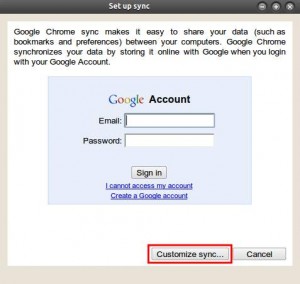 Set up sync
Google Chrome sync makes it easy to share your data (such as
bookmarks and preferences) between your computers. Google Chrome
synchronizes your data by storing it online with Google when you login
with your Google Account.
Google Account
Email:
Password:
Sign in
I cannot access my account
Create a Google account
Customize sync... Cancel